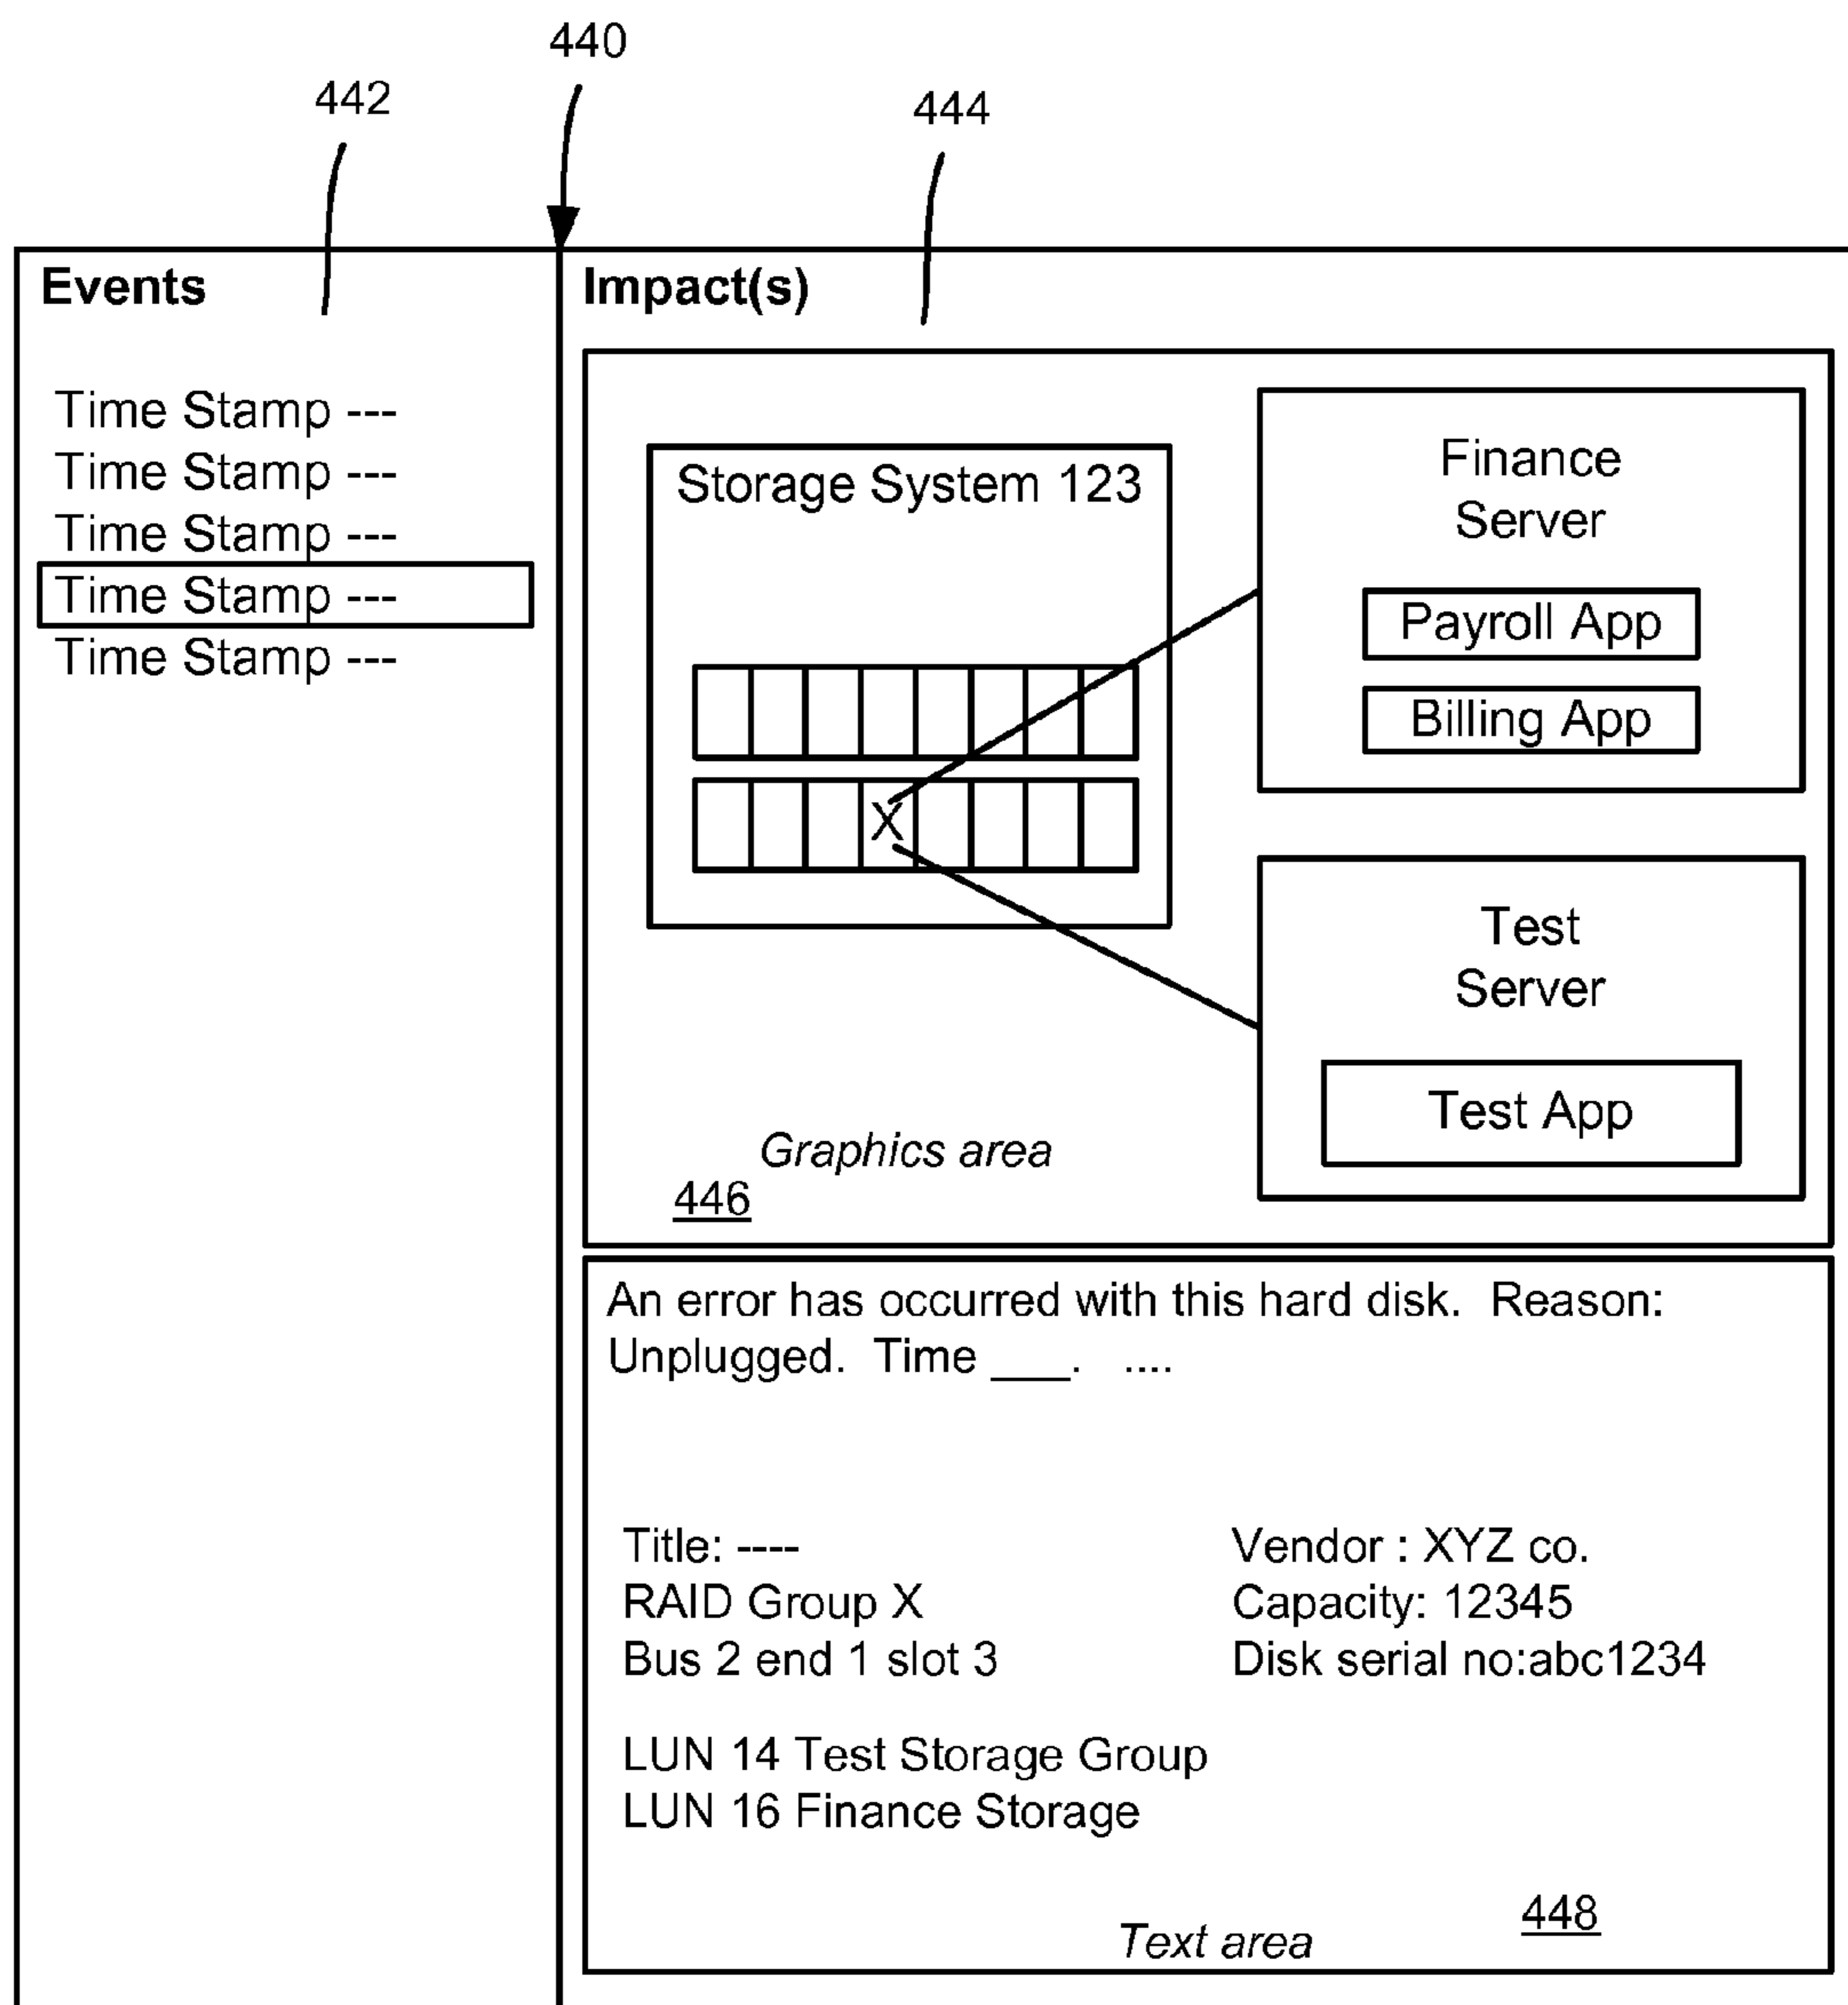 440
442
444
Events
Impact(s)
Time Stamp ---
Time Stamp ---
Time Stamp ---
Time Stamp ---
Time Stamp ---
Storage System 123
X
Finance
Server
Payroll App
Billing App
Test
Server
Test App
Graphics area
446
An error has occurred with this hard disk. Reason:
Unplugged. Time ___. ....
Title: ----
RAID Group X
Bus 2 end 1 slot 3
Vendor : XYZ co.
Capacity: 12345
Disk serial no:abc1234
LUN 14 Test Storage Group
LUN 16 Finance Storage
448
Text area